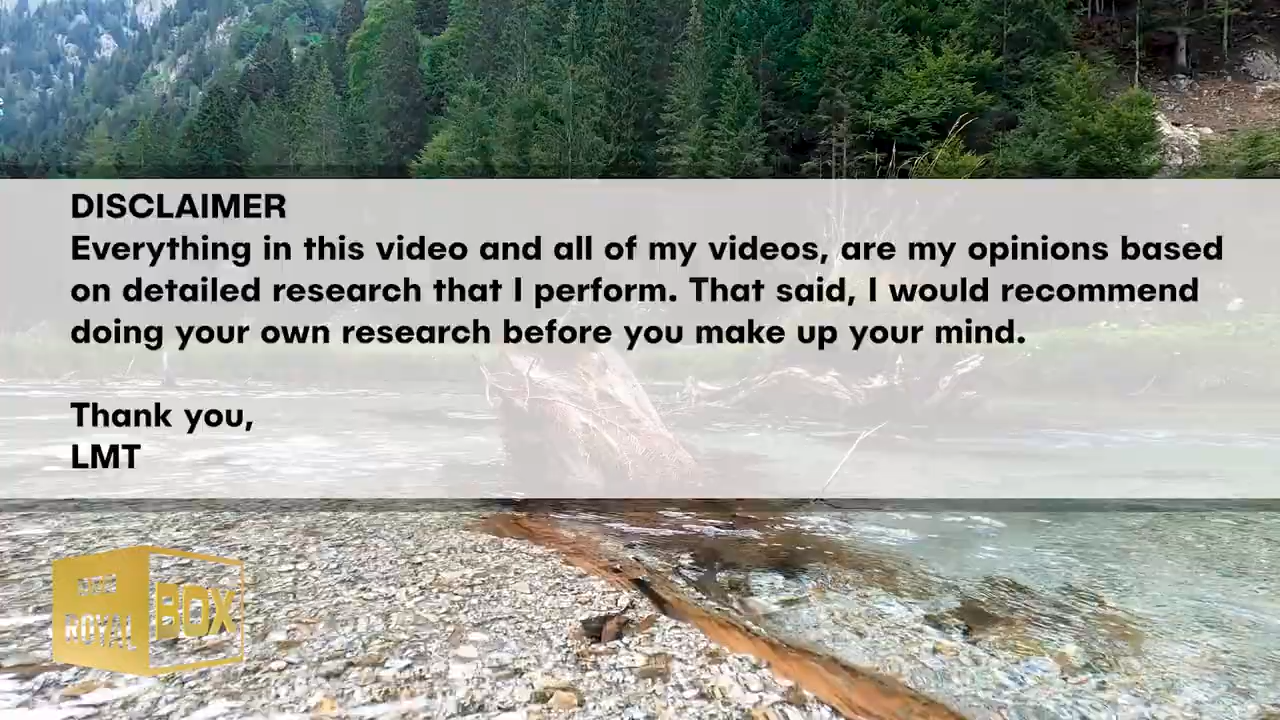 DISCLAIMER
Everything in this video and all of my videos, are my opinions based
on detailed research that I perform. That said, I would recommend
doing your own research before you make up your mind.
Thank you,
LMT
ROYAL
BOX